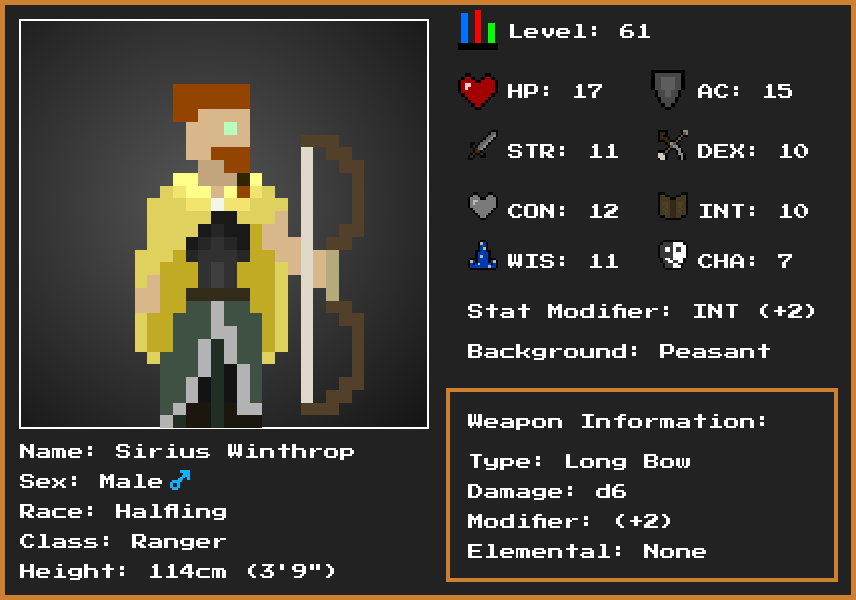 Level: 61
HP: 17 AC: 15
STR: 11 DEX: 10
CON: 12 INT: 10
WIS: 11 CHA: 7
Stat Modifier: INT (+2)
Background: Peasant
Weapon Information:
Type: Long Bow
Damage: d6
Modifier: (+2)
Elemental: None
Name: Sirius Winthrop
Sex: Male♂
Race: Halfling
Class: Ranger
Height: 114cm (3'9")